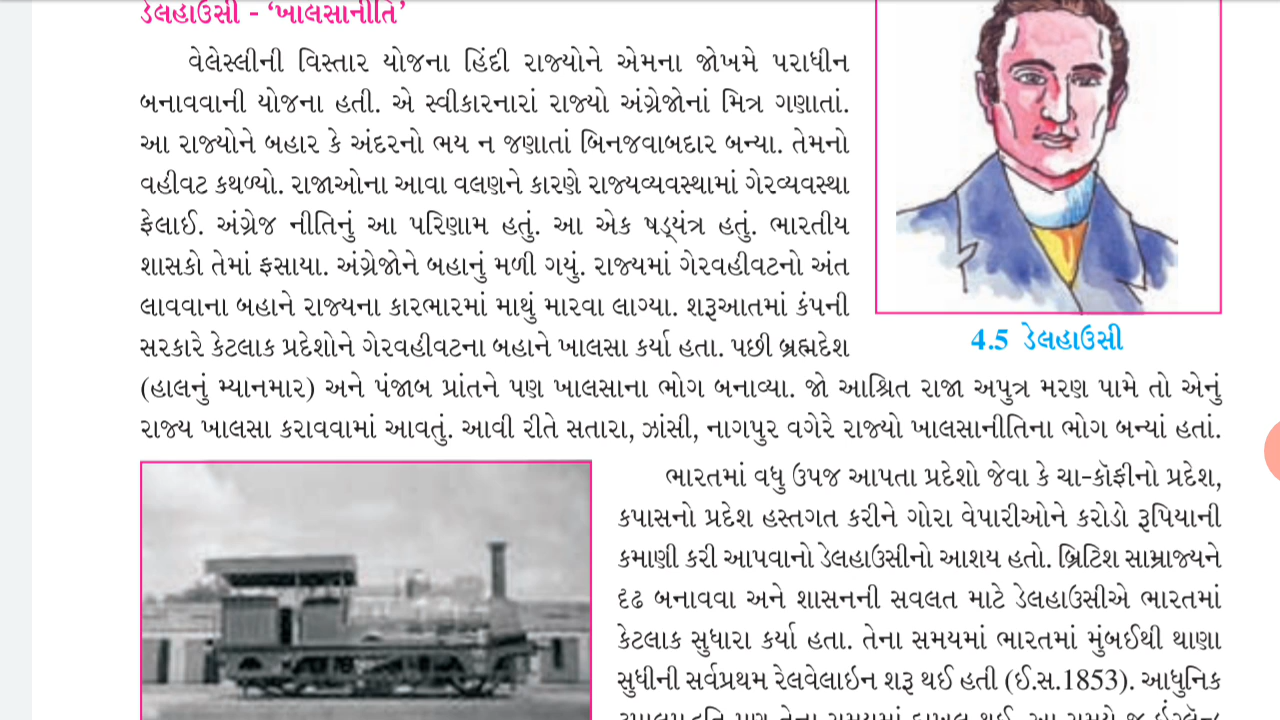 ડેલહાઉસી - 'ખાલસાનીતિ'
વેલેસ્લીની વિસ્તાર યોજના હિંદી રાજ્યોને એમના જોખમે પરાધીન
બનાવવાની યોજના હતી. એ સ્વીકારનારાં રાજ્યો અંગ્રેજોનાં મિત્ર ગણાતાં.
આ રાજ્યોને બહાર કે અંદરનો ભય ન જણાતાં બિનજવાબદાર બન્યા. તેમનો
વહીવટ કથળ્યો. રાજાઓના આવા વલણને કારણે રાજ્યવ્યવસ્થામાં ગેરવ્યવસ્થા
ફેલાઈ. અંગ્રેજ નીતિનું આ પરિણામ હતું. આ એક ષડ્યંત્ર હતું. ભારતીય
શાસકો તેમાં ફસાયા. અંગ્રેજોને બહાનું મળી ગયું. રાજ્યમાં ગેરવહીવટનો અંત
લાવવાના બહાને રાજ્યના કારભારમાં માથું મારવા લાગ્યા. શરૂઆતમાં કંપની
સરકારે કેટલાક પ્રદેશોને ગેરવહીવટના બહાને ખાલસા કર્યા હતા. પછી બ્રહ્મદેશ
4.5 ડેલહાઉસી
(હાલનું મ્યાનમાર) અને પંજાબ પ્રાંતને પણ ખાલસાના ભોગ બનાવ્યા. જો આશ્રિત રાજા અપુત્ર મરણ પામે તો એનું
રાજ્ય ખાલસા કરાવવામાં આવતું. આવી રીતે સતારા, ઝાંસી, નાગપુર વગેરે રાજ્યો ખાલસાનીતિના ભોગ બન્યાં હતાં.
ભારતમાં વધુ ઉપજ આપતા પ્રદેશો જેવા કે ચા-કૉફીનો પ્રદેશ,
કપાસનો પ્રદેશ હસ્તગત કરીને ગોરા વેપારીઓને કરોડો રૂપિયાની
કમાણી કરી આપવાનો ડેલહાઉસીનો આશય હતો. બ્રિટિશ સામ્રાજ્યને
દૃઢ બનાવવા અને શાસનની સવલત માટે ડેલહાઉસીએ ભારતમાં
કેટલાક સુધારા કર્યા હતા. તેના સમયમાં ભારતમાં મુંબઈથી થાણા
સુધીની સર્વપ્રથમ રેલવેલાઇન શરૂ થઈ હતી (ઈ.સ.1853). આધુનિક